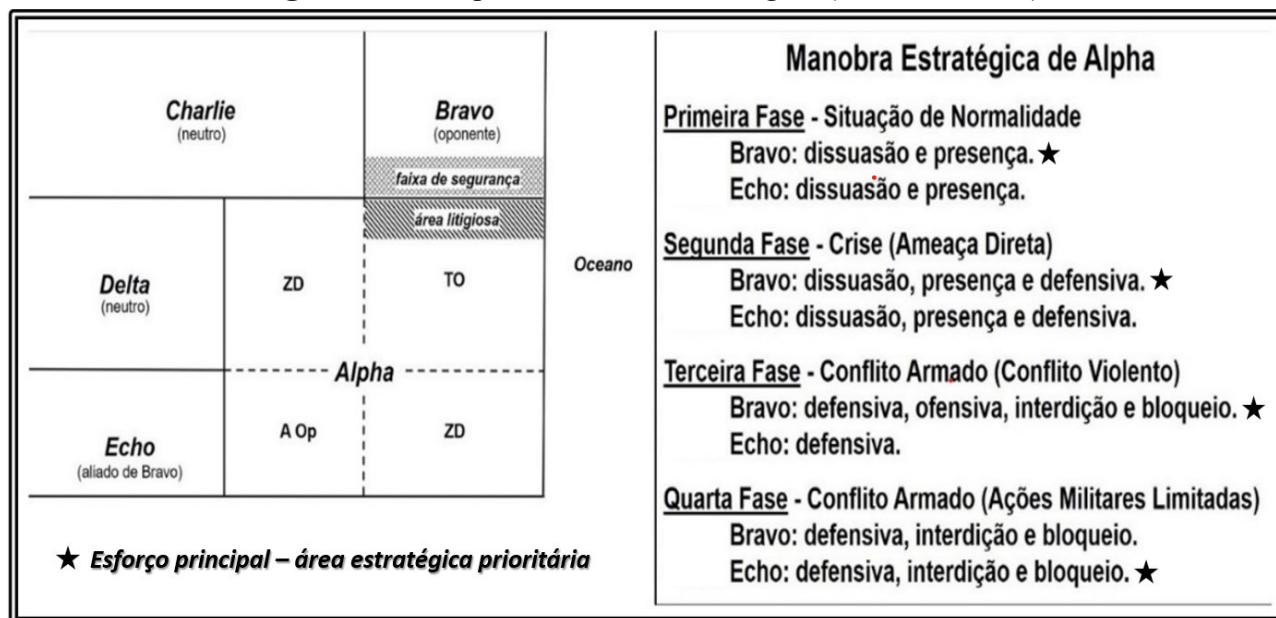 Charlie
(neutro)
Bravo
(oponente)
faixa de segurança
área litigiosa
Delta
(neutro)
ZD
TO
Oceano
Alpha
Echo
(aliado de Bravo)
A Op
ZD
★ Esforço principal – área estratégica prioritária
Manobra Estratégica de Alpha
Primeira Fase - Situação de Normalidade
Bravo: dissuasão e presença. ★
Echo: dissuasão e presença.
Segunda Fase - Crise (Ameaça Direta)
Bravo: dissuasão, presença e defensiva. ★
Echo: dissuasão, presença e defensiva.
Terceira Fase - Conflito Armado (Conflito Violento)
Bravo: defensiva, ofensiva, interdição e bloqueio. ★
Echo: defensiva.
Quarta Fase - Conflito Armado (Ações Militares Limitadas)
Bravo: defensiva, interdição e bloqueio.
Echo: defensiva, interdição e bloqueio. ★